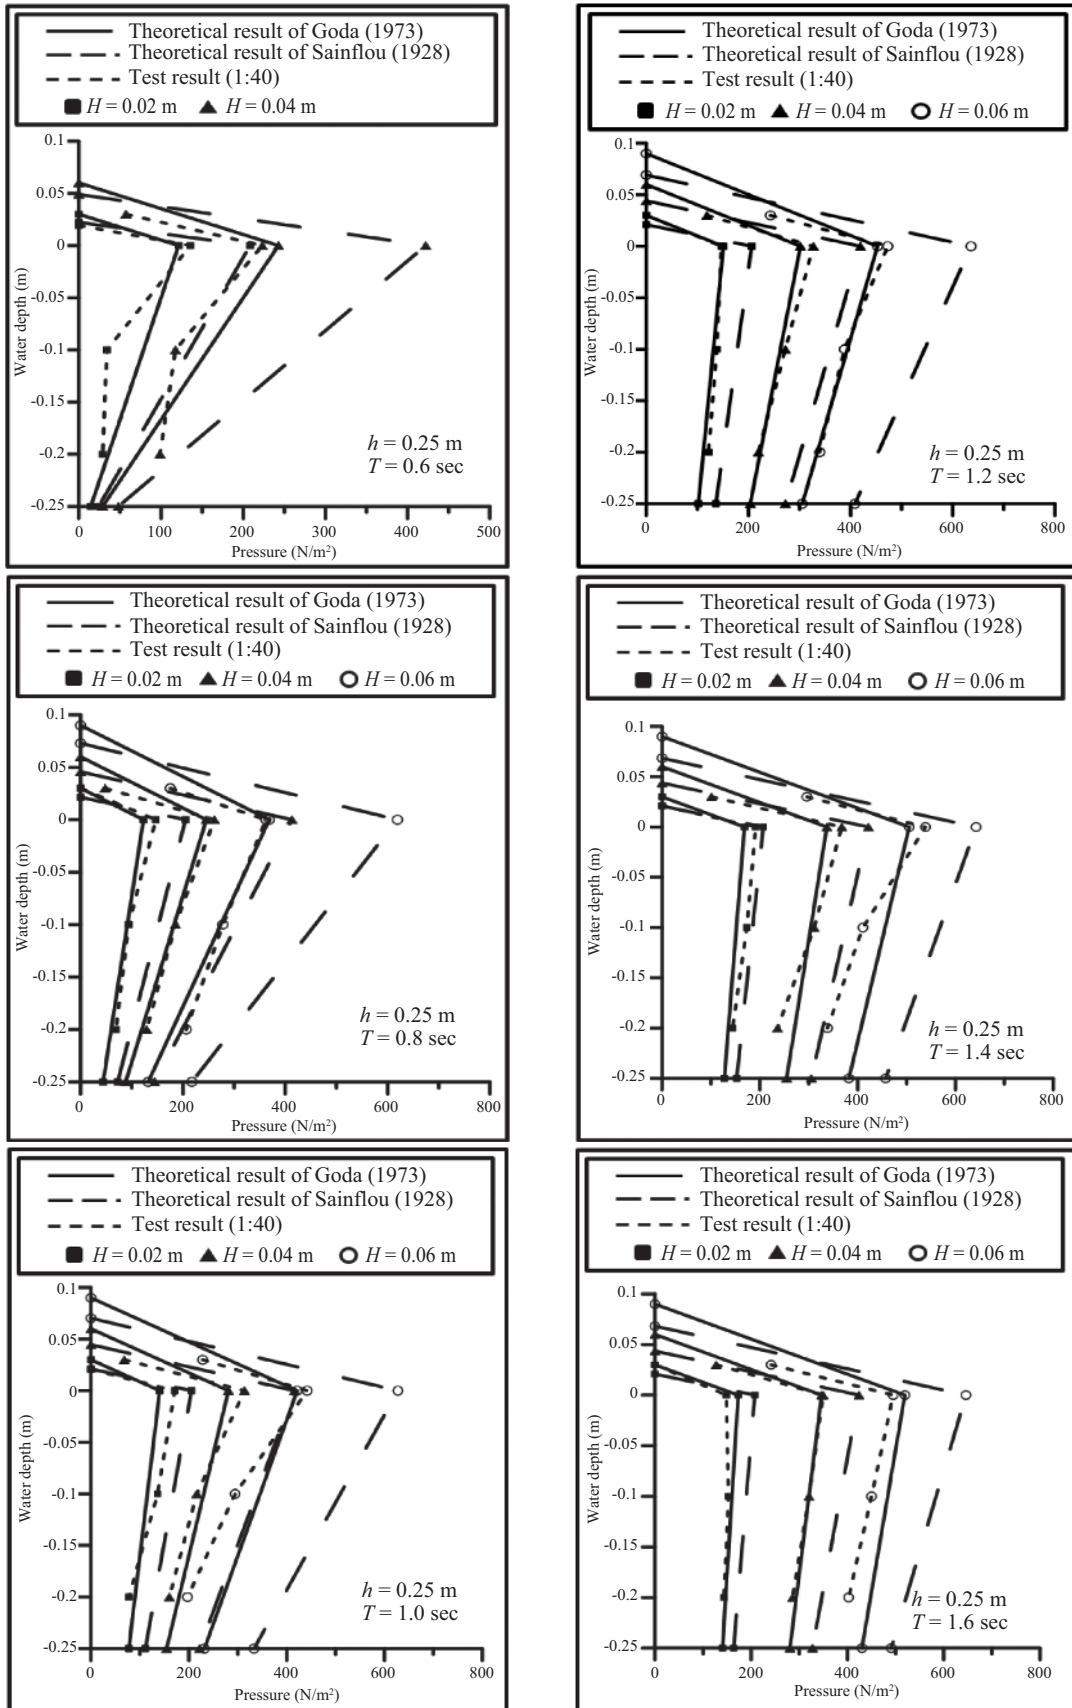 Theoretical result of Goda (1973)
Theoretical result of Sainflou (1928)
Test result (1:40)
H = 0.02 m H = 0.04 m
0.1
0.05
0
-0.05
-0.1
-0.15
-0.2
-0.25
Water depth (m)
h = 0.25 m
T = 0.6 sec
0 100 200 300 400 500
Pressure (N/m²)
Theoretical result of Goda (1973)
Theoretical result of Sainflou (1928)
Test result (1:40)
H = 0.02 m H = 0.04 m H = 0.06 m
0.1
0.05
0
-0.05
-0.1
-0.15
-0.2
-0.25
Water depth (m)
h = 0.25 m
T = 1.2 sec
0 200 400 600 800
Pressure (N/m²)
Theoretical result of Goda (1973)
Theoretical result of Sainflou (1928)
Test result (1:40)
H = 0.02 m H = 0.04 m H = 0.06 m
0.1
0.05
0
-0.05
-0.1
-0.15
-0.2
-0.25
Water depth (m)
h = 0.25 m
T = 0.8 sec
0 200 400 600 800
Pressure (N/m²)
Theoretical result of Goda (1973)
Theoretical result of Sainflou (1928)
Test result (1:40)
H = 0.02 m H = 0.04 m H = 0.06 m
0.1
0.05
0
-0.05
-0.1
-0.15
-0.2
-0.25
Water depth (m)
h = 0.25 m
T = 1.4 sec
0 200 400 600 800
Pressure (N/m²)
Theoretical result of Goda (1973)
Theoretical result of Sainflou (1928)
Test result (1:40)
H = 0.02 m H = 0.04 m H = 0.06 m
0.1
0.05
0
-0.05
-0.1
-0.15
-0.2
-0.25
Water depth (m)
h = 0.25 m
T = 1.0 sec
0 200 400 600 800
Pressure (N/m²)
Theoretical result of Goda (1973)
Theoretical result of Sainflou (1928)
Test result (1:40)
H = 0.02 m H = 0.04 m H = 0.06 m
0.1
0.05
0
-0.05
-0.1
-0.15
-0.2
-0.25
Water depth (m)
h = 0.25 m
T = 1.6 sec
0 200 400 600 800
Pressure (N/m²)